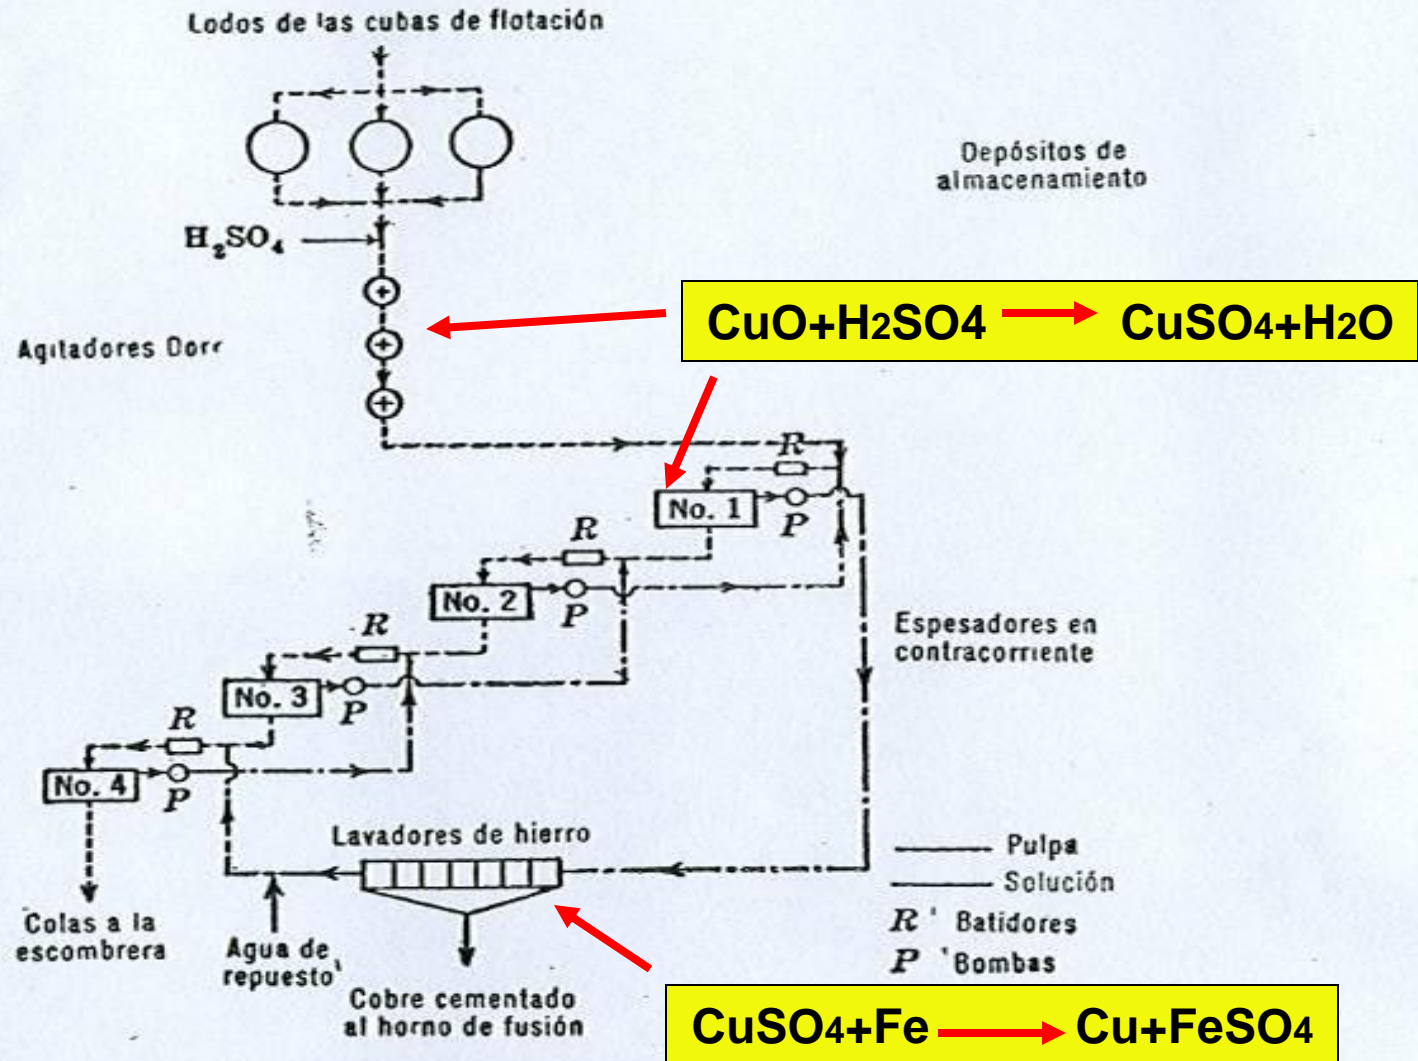 Lodos de las cubas de flotación
Depósitos de
almacenamiento
H2SO4
CuO+H2SO4 CuSO4+H2O
Agitadores Dorr
R
No. 1
P
R
No. 2
P
Espesadores en
contracorriente
R
No. 3
P
R
No. 4
P
Lavadores de hierro
Pulpa
Solución
R Batidores
P Bombas
Colas a la
escombrera
Agua de
repuesto
Cobre cementado
al horno de fusión
CuSO4+Fe Cu+FeSO4